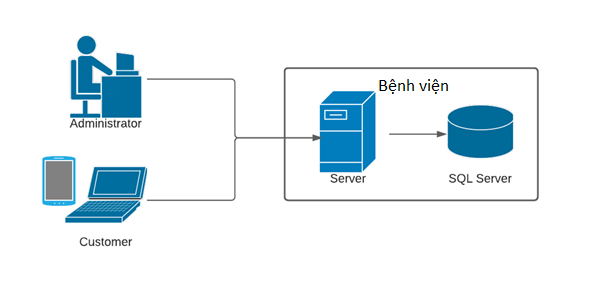 Bệnh viện
Administrator
Server
SQL Server
Customer